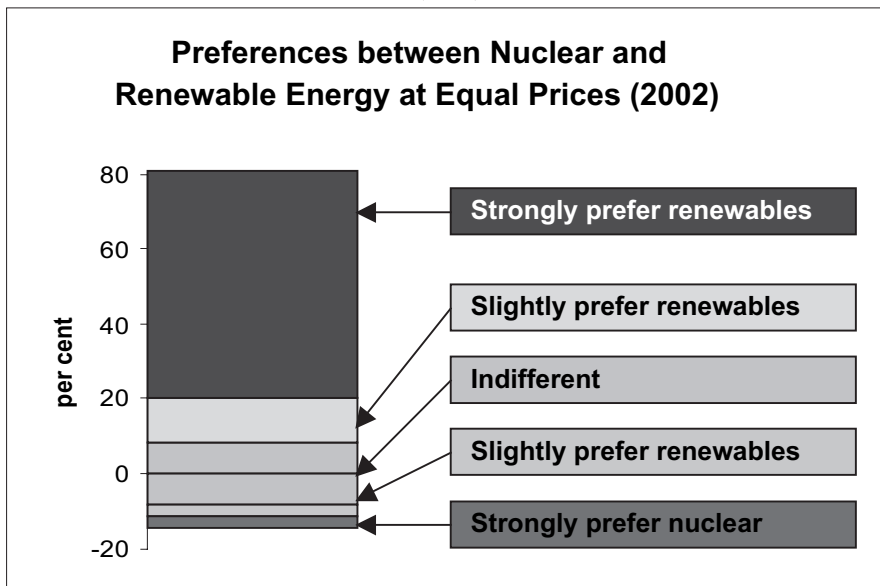 Preferences between Nuclear and
Renewable Energy at Equal Prices (2002)
per cent
80
60
40
20
0
-20
Strongly prefer renewables
Slightly prefer renewables
Indifferent
Slightly prefer renewables
Strongly prefer nuclear